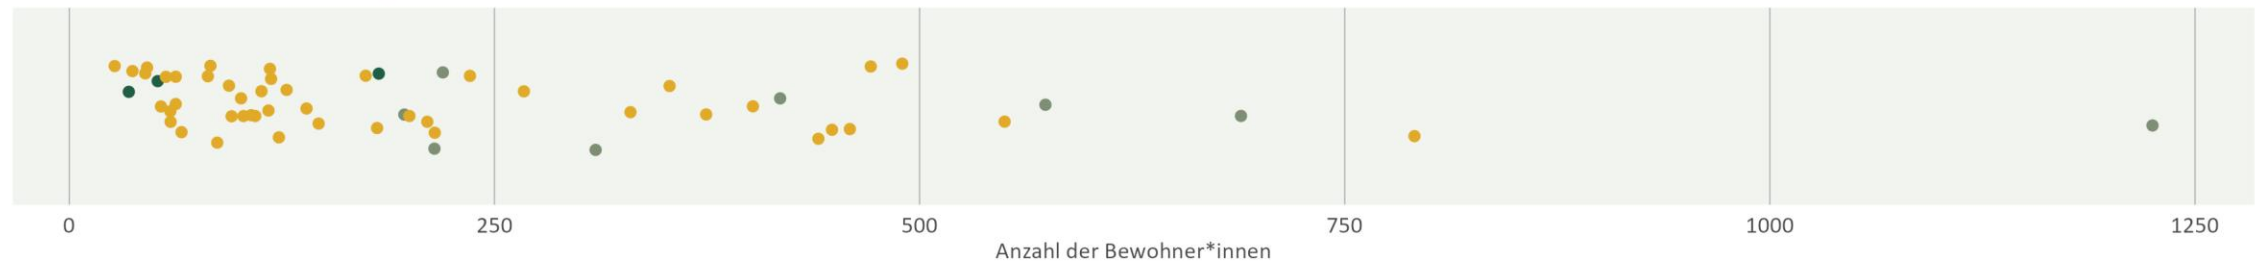 0 250 500 750 1000 1250
Anzahl der Bewohner*innen